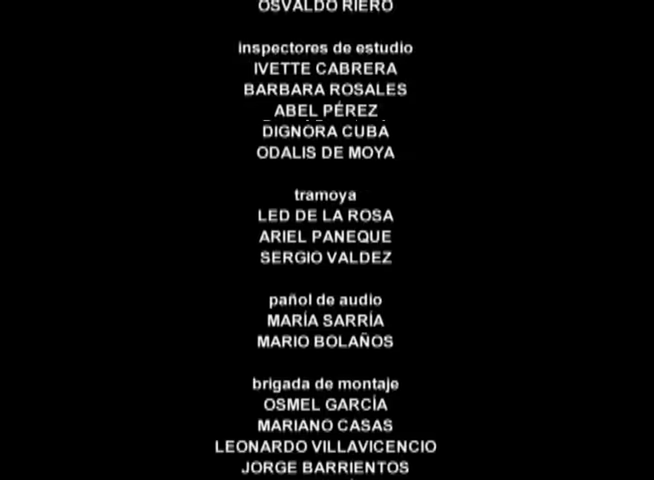 OSVALDO RIERO
inspectores de estudio
IVETTE CABRERA
BARBARA ROSALES
ABEL PÉREZ
DIGNORA CUBA
ODALIS DE MOYA
tramoya
LED DE LA ROSA
ARIEL PANEQUE
SERGIO VALDEZ
pañol de audio
MARÍA SARRÍA
MARIO BOLAÑOS
brigada de montaje
OSMEL GARCÍA
MARIANO CASAS
LEONARDO VILLAVICENCIO
JORGE BARRIENTOS